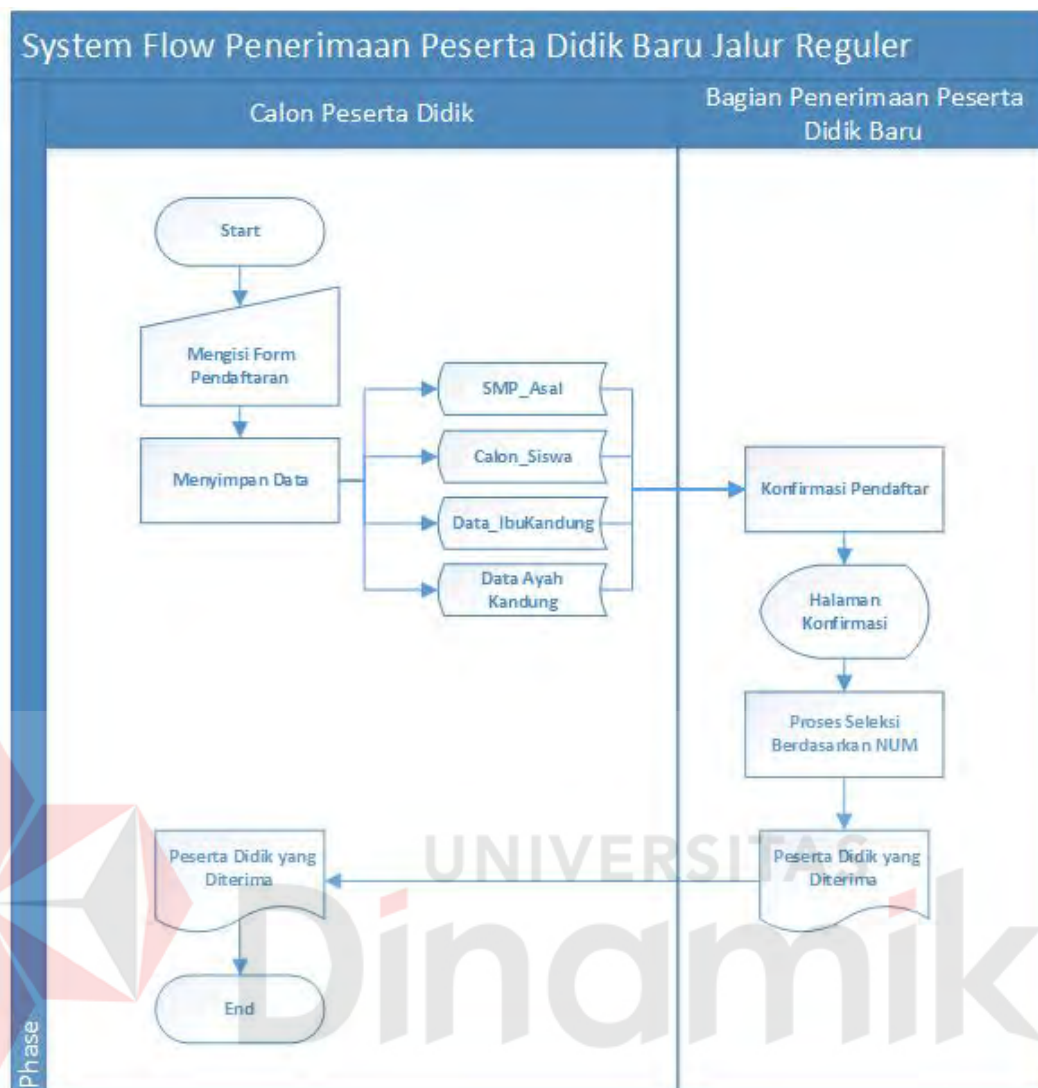 System Flow Penerimaan Peserta Didik Baru Jalur Reguler
Calon Peserta Didik
Bagian Penerimaan Peserta
Didik Baru
Start
Mengisi Form
Pendaftaran
Menyimpan Data
SMP_Asal
Calon_Siswa
Data_IbuKandung
Data Ayah
Kandung
Konfirmasi Pendaftar
Halaman
Konfirmasi
Proses Seleksi
Berdasarkan NUM
Peserta Didik yang
Diterima
Peserta Didik yang
Diterima
End
Phase
UNIVERSITAS
Dinamik